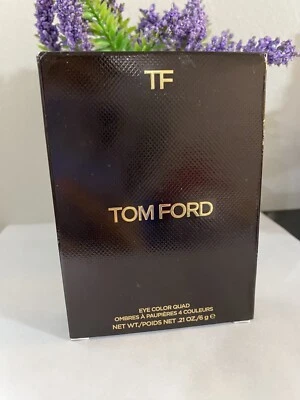 TF
TOM FORD
EYE COLOR QUAD
OMBRES À PAUPIÈRES 4 COULEURS
NET WT./POIDS NET .21 OZ./6 g ℮